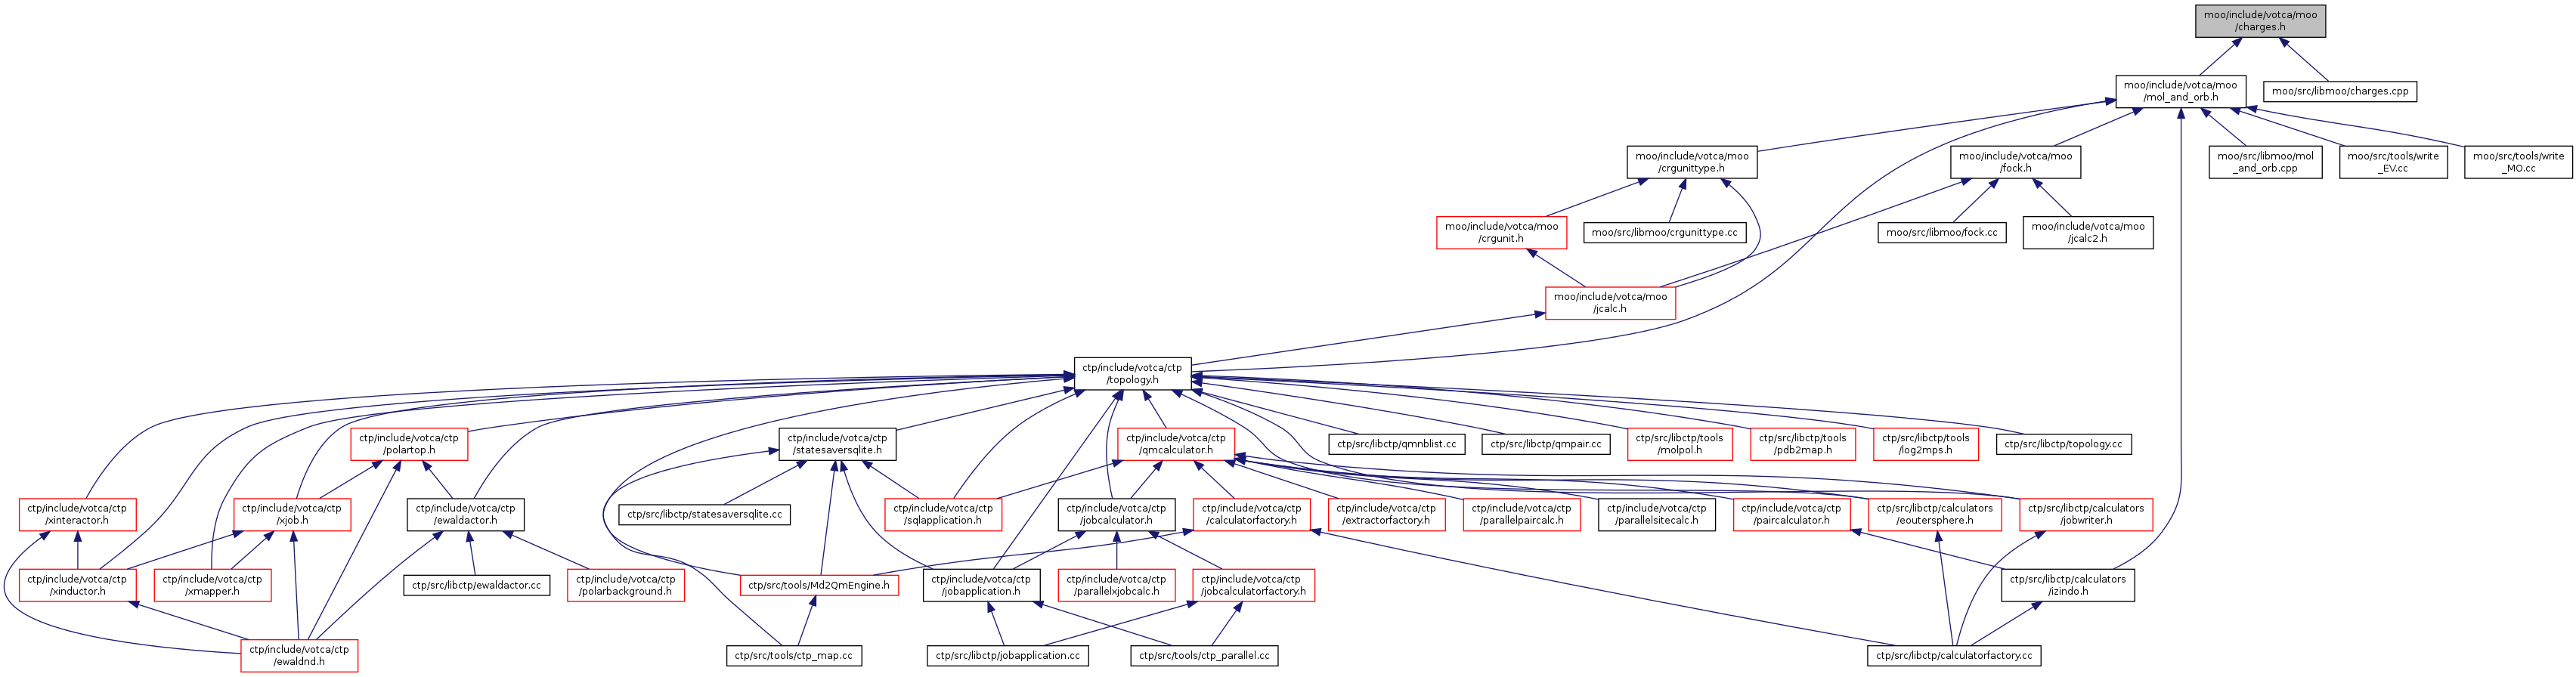 moo/include/votca/moo
/charges.h
moo/include/votca/moo
/mol_and_orb.h
moo/src/libmoo/charges.cpp
moo/include/votca/moo
/crgunittype.h
moo/include/votca/moo
/fock.h
moo/src/libmoo/mol
_and_orb.cpp
moo/src/tools/write
_EV.cc
moo/src/tools/write
_MO.cc
moo/include/votca/moo
/crgunit.h
moo/src/libmoo/crgunittype.cc
moo/src/libmoo/fock.cc
moo/include/votca/moo
/jcalc2.h
moo/include/votca/moo
/jcalc.h
ctp/include/votca/ctp
/topology.h
ctp/include/votca/ctp
/polartop.h
ctp/include/votca/ctp
/statesaversqlite.h
ctp/include/votca/ctp
/qmcalculator.h
ctp/src/libctp/qmnblist.cc
ctp/src/libctp/qmpair.cc
ctp/src/libctp/tools
/molpol.h
ctp/src/libctp/tools
/pdb2map.h
ctp/src/libctp/tools
/log2mps.h
ctp/src/libctp/topology.cc
ctp/include/votca/ctp
/xinteractor.h
ctp/include/votca/ctp
/xjob.h
ctp/include/votca/ctp
/ewaldactor.h
ctp/src/libctp/statesaversqlite.cc
ctp/include/votca/ctp
/sqlapplication.h
ctp/include/votca/ctp
/jobcalculator.h
ctp/include/votca/ctp
/calculatorfactory.h
ctp/include/votca/ctp
/extractorfactory.h
ctp/include/votca/ctp
/parallelpaircalc.h
ctp/include/votca/ctp
/parallelsitecalc.h
ctp/include/votca/ctp
/paircalculator.h
ctp/src/libctp/calculators
/eoutersphere.h
ctp/src/libctp/calculators
/jobwriter.h
ctp/include/votca/ctp
/xinductor.h
ctp/include/votca/ctp
/xmapper.h
ctp/src/libctp/ewaldactor.cc
ctp/include/votca/ctp
/polarbackground.h
ctp/src/tools/Md2QmEngine.h
ctp/include/votca/ctp
/jobapplication.h
ctp/include/votca/ctp
/parallelxjobcalc.h
ctp/include/votca/ctp
/jobcalculatorfactory.h
ctp/src/libctp/calculators
/izindo.h
ctp/include/votca/ctp
/ewaldnd.h
ctp/src/tools/ctp_map.cc
ctp/src/libctp/jobapplication.cc
ctp/src/tools/ctp_parallel.cc
ctp/src/libctp/calculatorfactory.cc